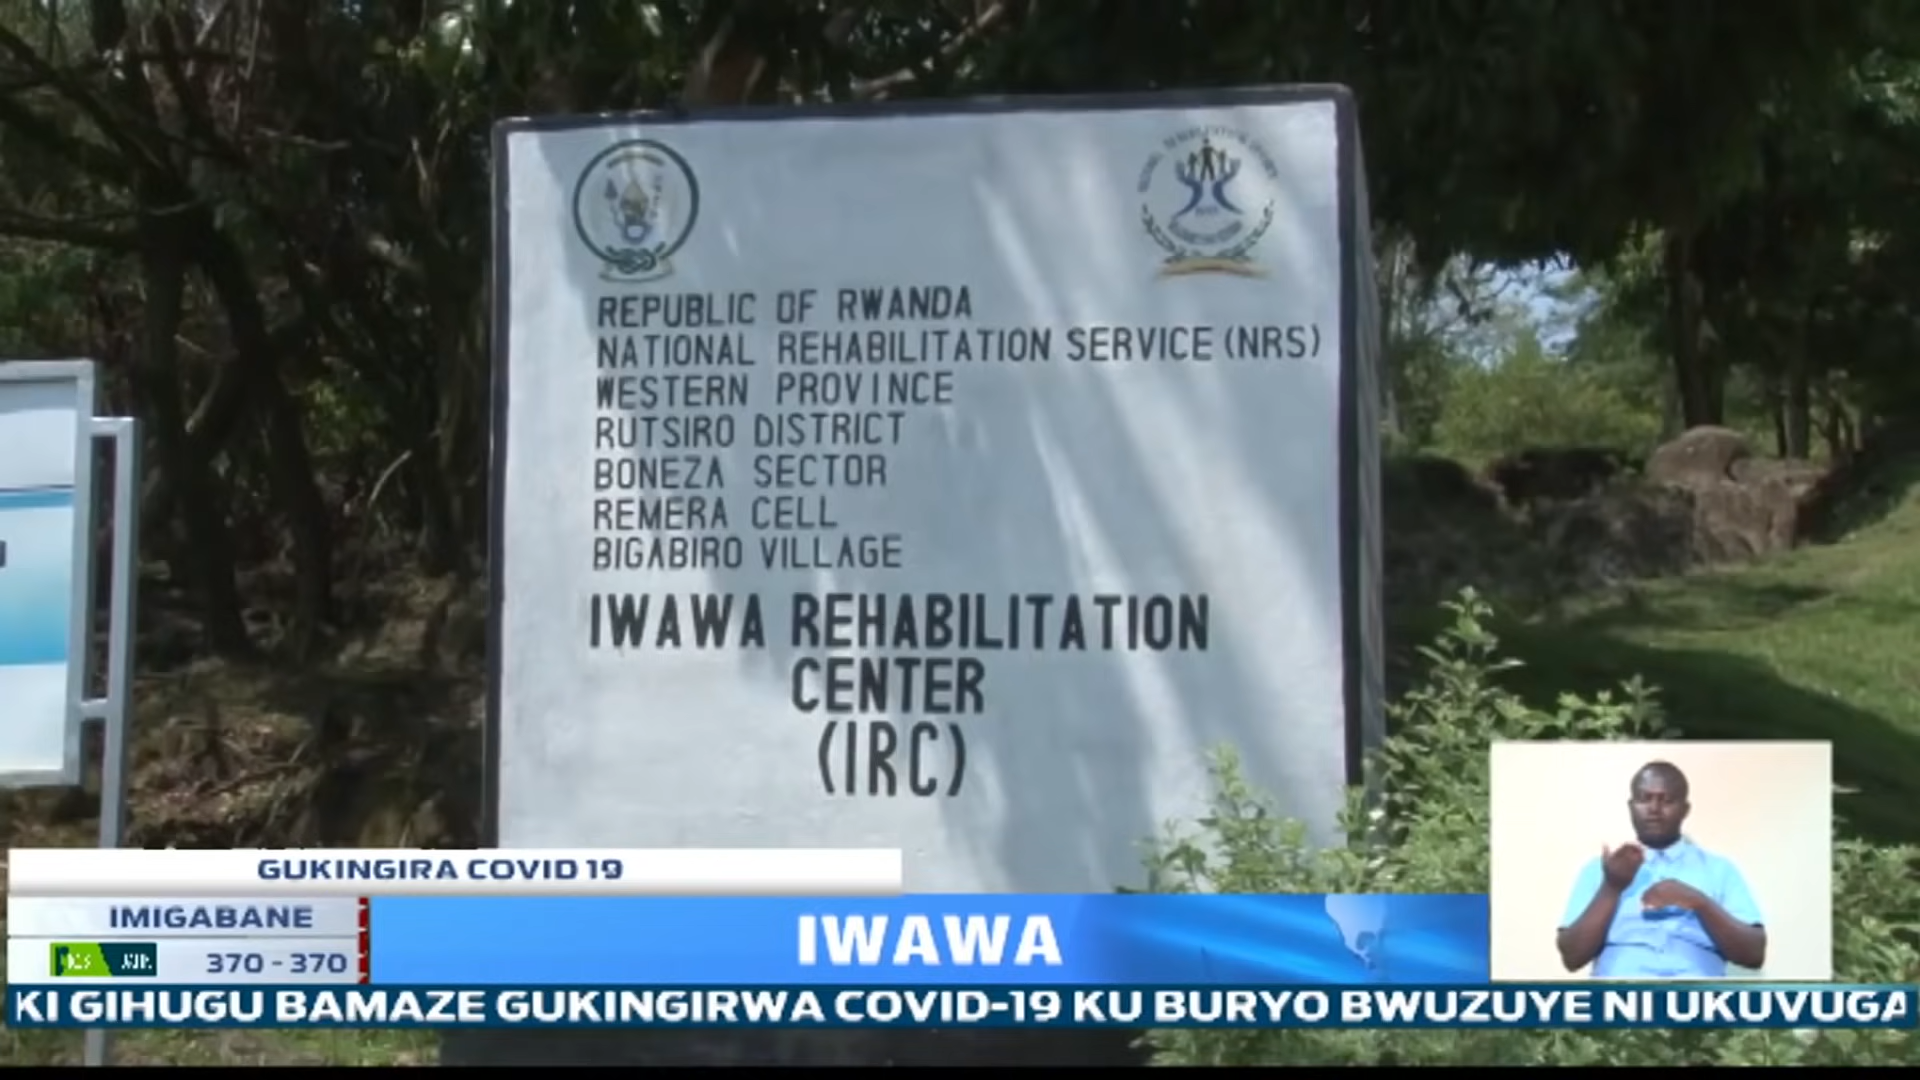 REPUBLIC OF RWANDA
NATIONAL REHABILITATION SERVICE (NRS)
WESTERN PROVINCE
RUTSIRO DISTRICT
BONEZA SECTOR
REMERA CELL
BIGABIRO VILLAGE
IWAWA REHABILITATION
CENTER
(IRC)
GUKINGIRA COVID 19
IMIGABANE
370 - 370
IWAWA
KI GIHUGU BAMAZE GUKINGIRWA COVID-19 KU BURYO BWUZUYE NI UKUVUGA